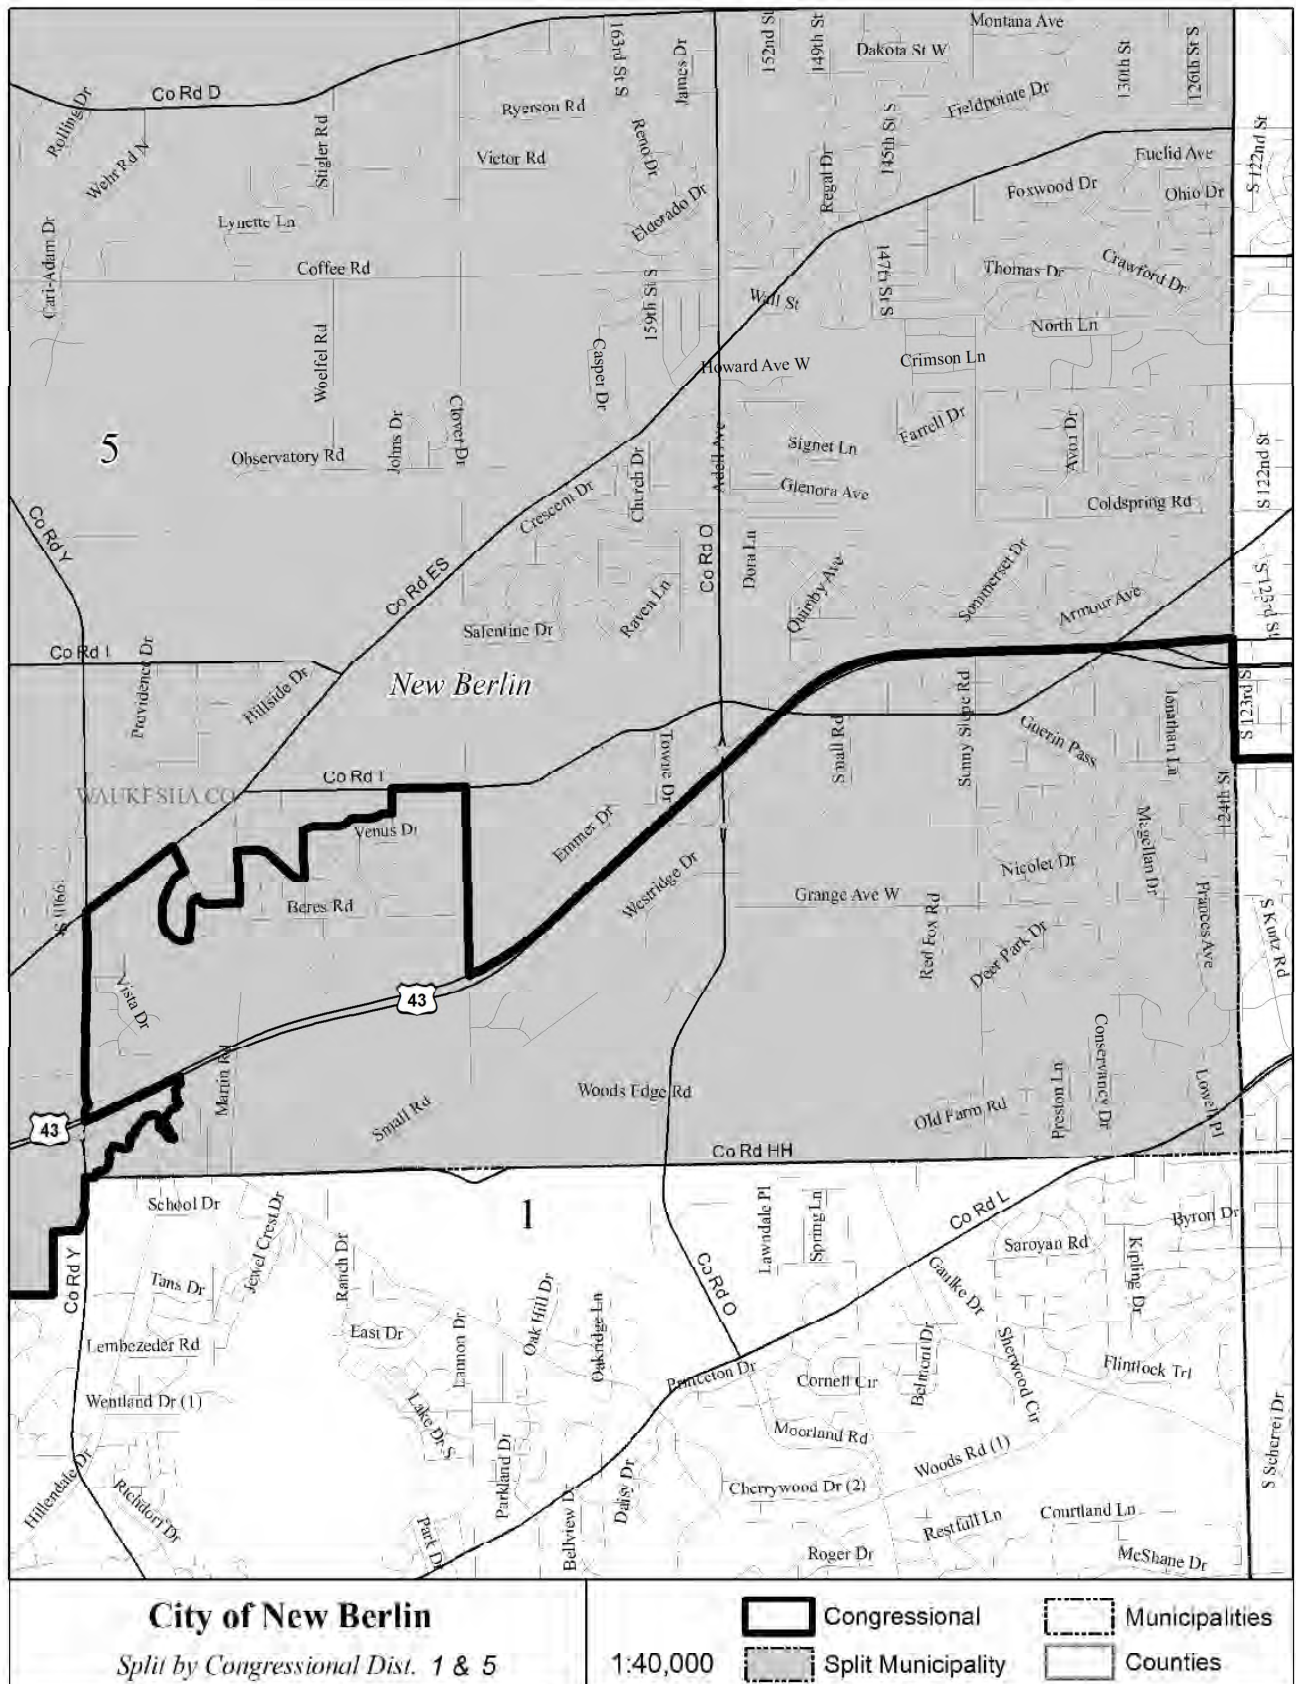 Montana Ave
152nd St
149th St
Dakota St W
163rd St S
James Dr
130th St
126th St S
Co Rd D
Rolling Dr
Ryerson Rd
Fieldpointe Dr
Wehr Rd N
Stigler Rd
Victor Rd
Reno Dr
145th St S
Regal Dr
Euclid Ave
S 122nd St
Foxwood Dr
Ohio Dr
Eldorado Dr
Lynette Ln
Cari-Adam Dr
Coffee Rd
147th St S
Thomas Dr
Crawford Dr
159th St S
Wall St
North Ln
Woelfel Rd
Casper Dr
Howard Ave W
Crimson Ln
Farrell Dr
Avon Dr
5
Johns Dr
Clover Dr
Observatory Rd
Church Dr
Adell Ave
Signet Ln
S 122nd St
Glenora Ave
Crescent Dr
Coldspring Rd
Co Rd Y
Co Rd ES
Co Rd O
Dora Ln
Quimby Ave
Sommerset Dr
Armour Ave
S 123rd St
Raven Ln
Salentine Dr
Co Rd I
Providence Dr
Hillside Dr
New Berlin
Towne Dr
Small Rd
Sunny Slope Rd
Guerin Pass
Jonathan Ln
S 123rd St
Co Rd I
WAUKESHA CO
Venus Dr
Emmer Dr
124th St
Magellan Dr
Nicolet Dr
Westridge Dr
Grange Ave W
Beres Rd
Red Fox Rd
Deer Park Dr
Frances Ave
S Kurtz Rd
Vista Dr
43
Martin Rd
Small Rd
Woods Edge Rd
Old Farm Rd
Preston Ln
Conservancy Dr
Lowell Pl
43
Co Rd HH
School Dr
1
Jewel Crest Dr
Lawndale Pl
Spring Ln
Co Rd L
Byron Dr
Saroyan Rd
Kipling Dr
Ranch Dr
Co Rd Y
Tans Dr
Co Rd O
Gaulke Dr
Oak Hill Dr
Oakridge Ln
Lannon Dr
East Dr
Lembezeder Rd
Belmont Dr
Sherwood Cir
Flintlock Trl
Princeton Dr
Cornell Cir
Wentland Dr (1)
Lake Dr S
Moorland Rd
Woods Rd (1)
S Scherrei Dr
Hillendale Dr
Richdorf Dr
Parkland Dr
Daisy Dr
Bellview Dr
Cherrywood Dr (2)
Restfull Ln
Courtland Ln
Park Dr
Roger Dr
McShane Dr
City of New Berlin
Split by Congressional Dist. 1 & 5
1:40,000
Congressional
Split Municipality
Municipalities
Counties